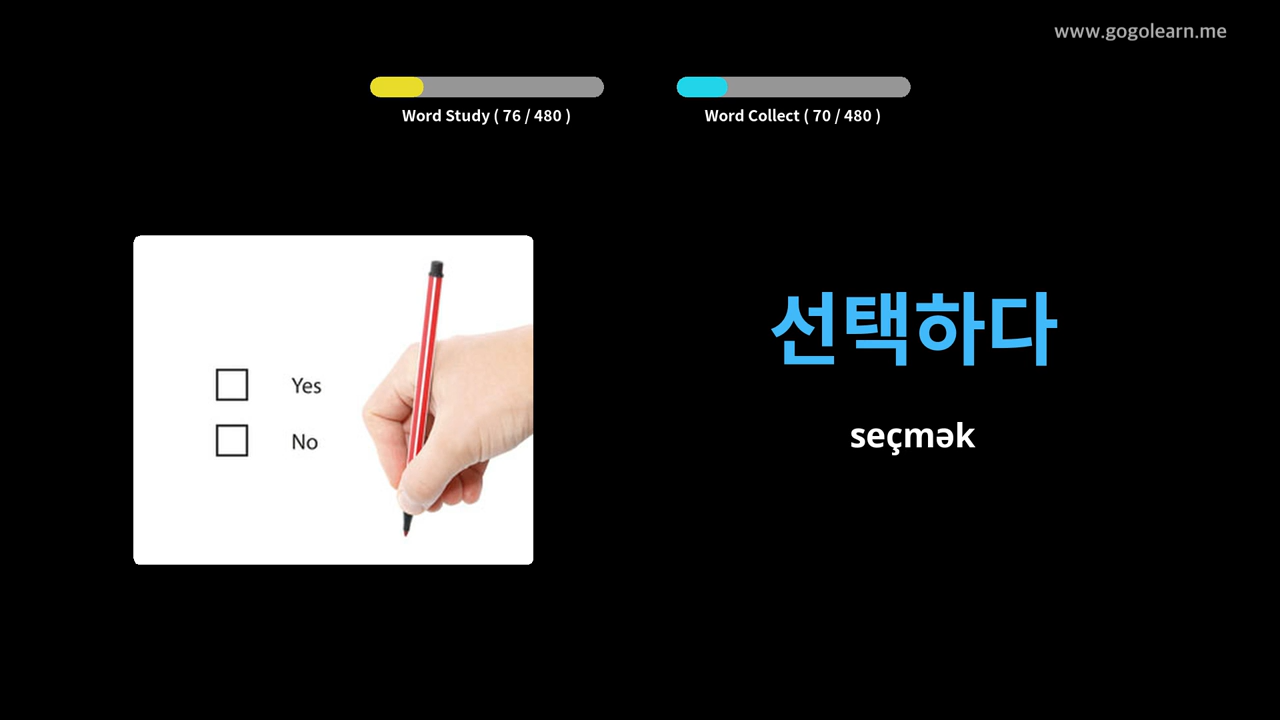 www.gogolearn.me
Word Study ( 76 / 480 )
Word Collect ( 70 / 480 )
Yes
No
선택하다
seçmək